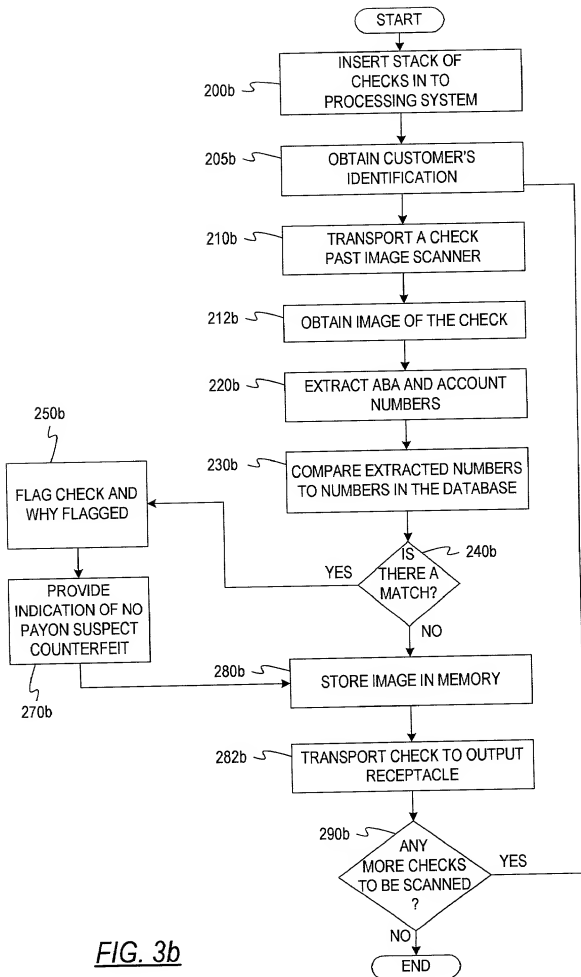 START
INSERT STACK OF
CHECKS IN TO
PROCESSING SYSTEM
200b
OBTAIN CUSTOMER'S
IDENTIFICATION
205b
TRANSPORT A CHECK
PAST IMAGE SCANNER
210b
OBTAIN IMAGE OF THE CHECK
212b
EXTRACT ABA AND ACCOUNT
NUMBERS
220b
COMPARE EXTRACTED NUMBERS
TO NUMBERS IN THE DATABASE
230b
IS
THERE A
MATCH?
240b
YES
NO
250b
FLAG CHECK AND
WHY FLAGGED
PROVIDE
INDICATION OF NO
PAYON SUSPECT
COUNTERFEIT
270b
STORE IMAGE IN MEMORY
280b
TRANSPORT CHECK TO OUTPUT
RECEPTACLE
282b
290b
ANY
MORE CHECKS
TO BE SCANNED
?
YES
NO
END
FIG. 3b